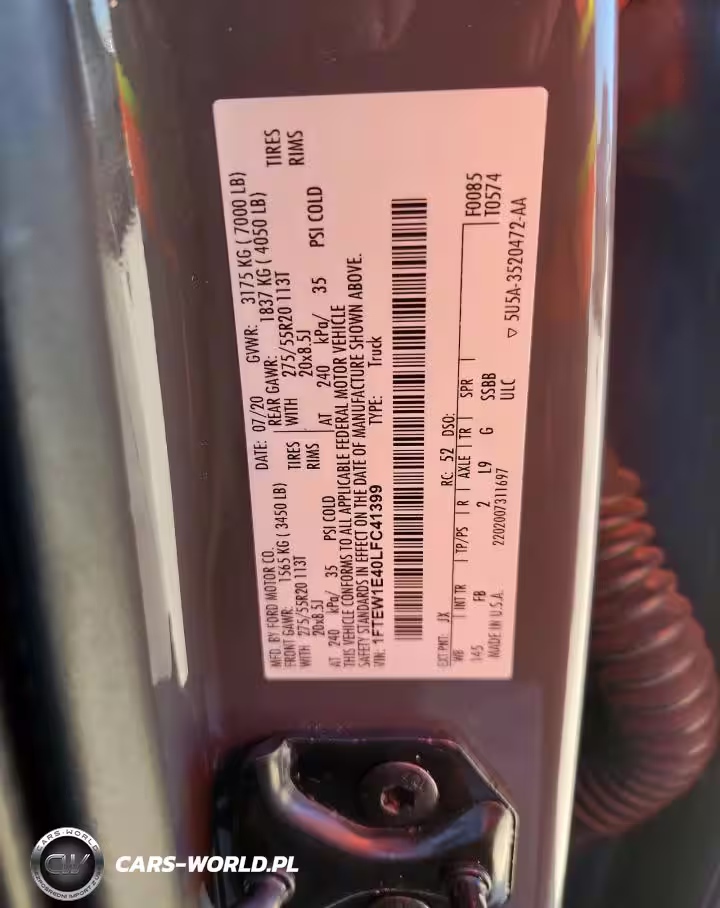 MFD. BY FORD MOTOR CO.
DATE: 07/20 GVWR: 3175 KG ( 7000 LB)
FRONT GAWR: 1565 KG ( 3450 LB) REAR GAWR: 1837 KG ( 4050 LB)
WITH 275/55R20 113T TIRES WITH 275/55R20 113T TIRES
20x8.5J RIMS 20x8.5J RIMS
AT 240 kPa/ 35 PSI COLD AT 240 kPa/ 35 PSI COLD
THIS VEHICLE CONFORMS TO ALL APPLICABLE FEDERAL MOTOR VEHICLE
SAFETY STANDARDS IN EFFECT ON THE DATE OF MANUFACTURE SHOWN ABOVE.
VIN: 1FTEW1E40LFC41399 TYPE: Truck
F0085
T0574
EXT PNT: JX RC: 52 DSO:
WB INT TR TP/PS R AXLE TR SPR
145 FB 2 L9 G SSBB
MADE IN U.S.A. 2202007311697 ULC
▽ 5U5A-3520472-AA
CARS-WORLD
CW
CARS-WORLD.PL